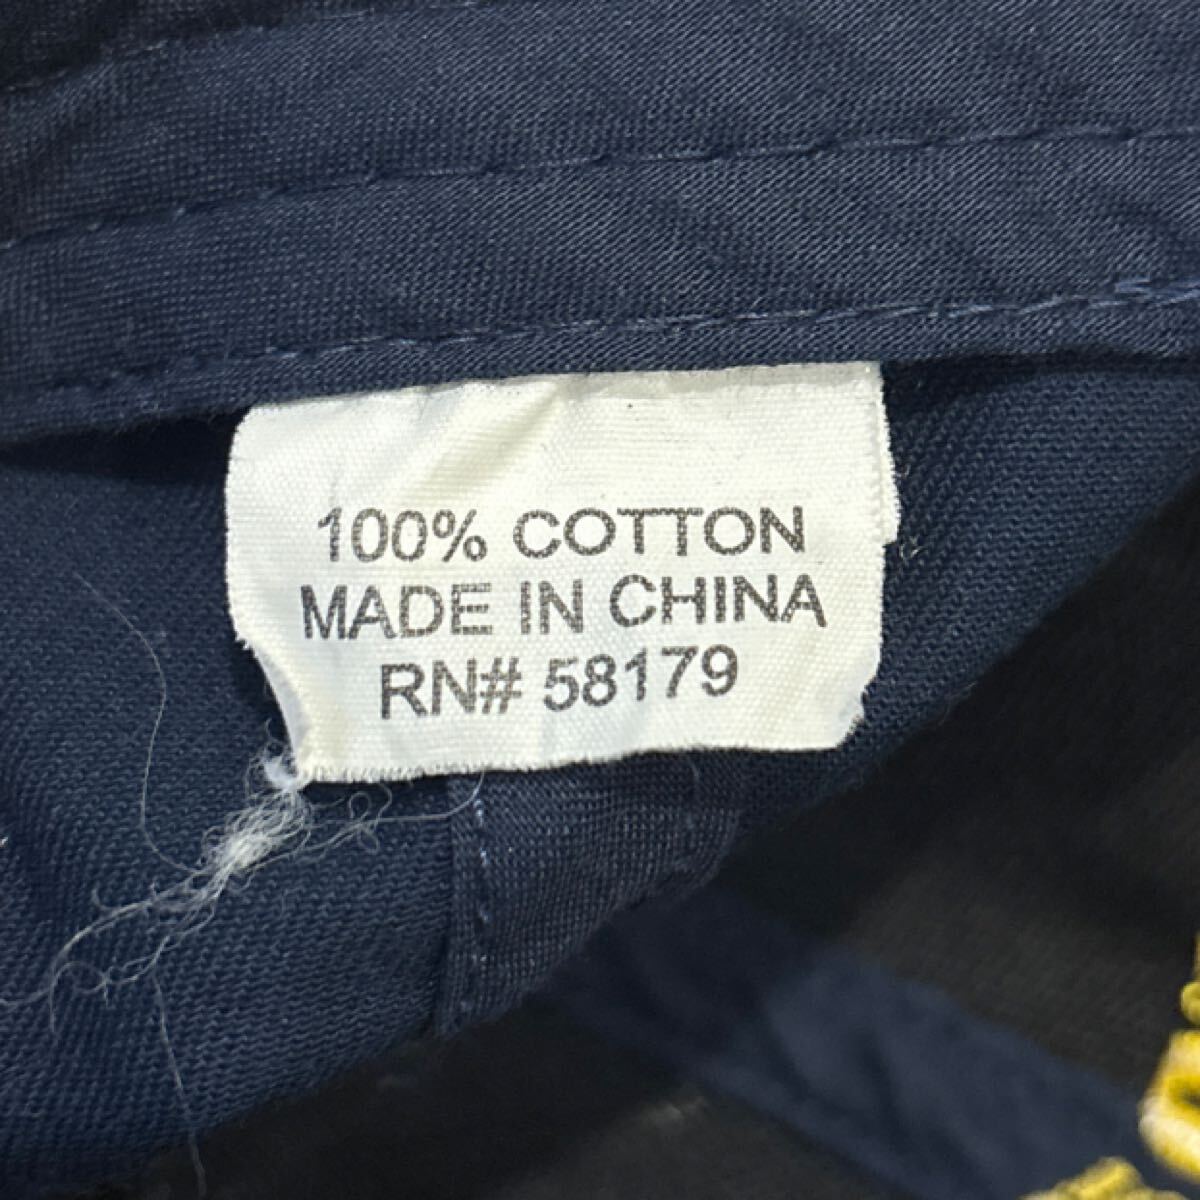 100% COTTON
MADE IN CHINA
RN# 58179